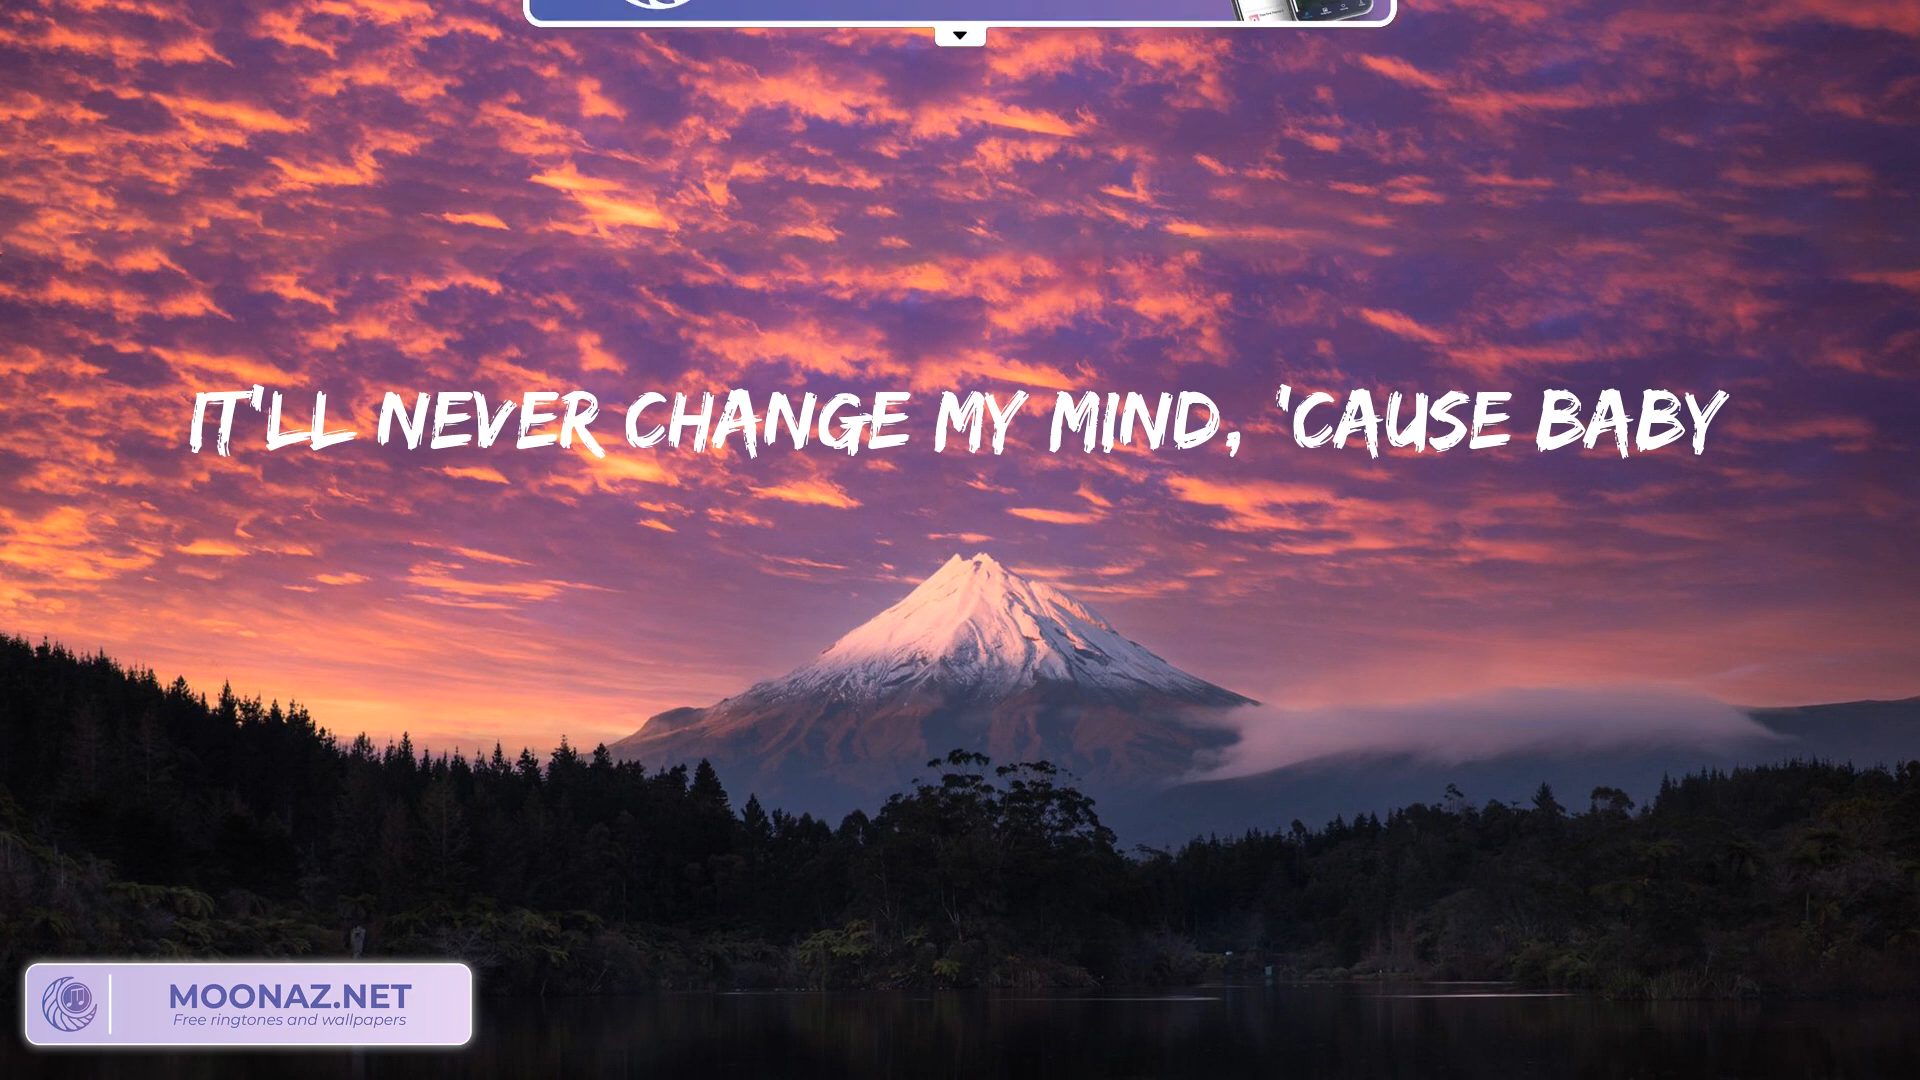 IT'LL NEVER CHANGE MY MIND, 'CAUSE BABY
MOONAZ.NET
Free ringtones and wallpapers